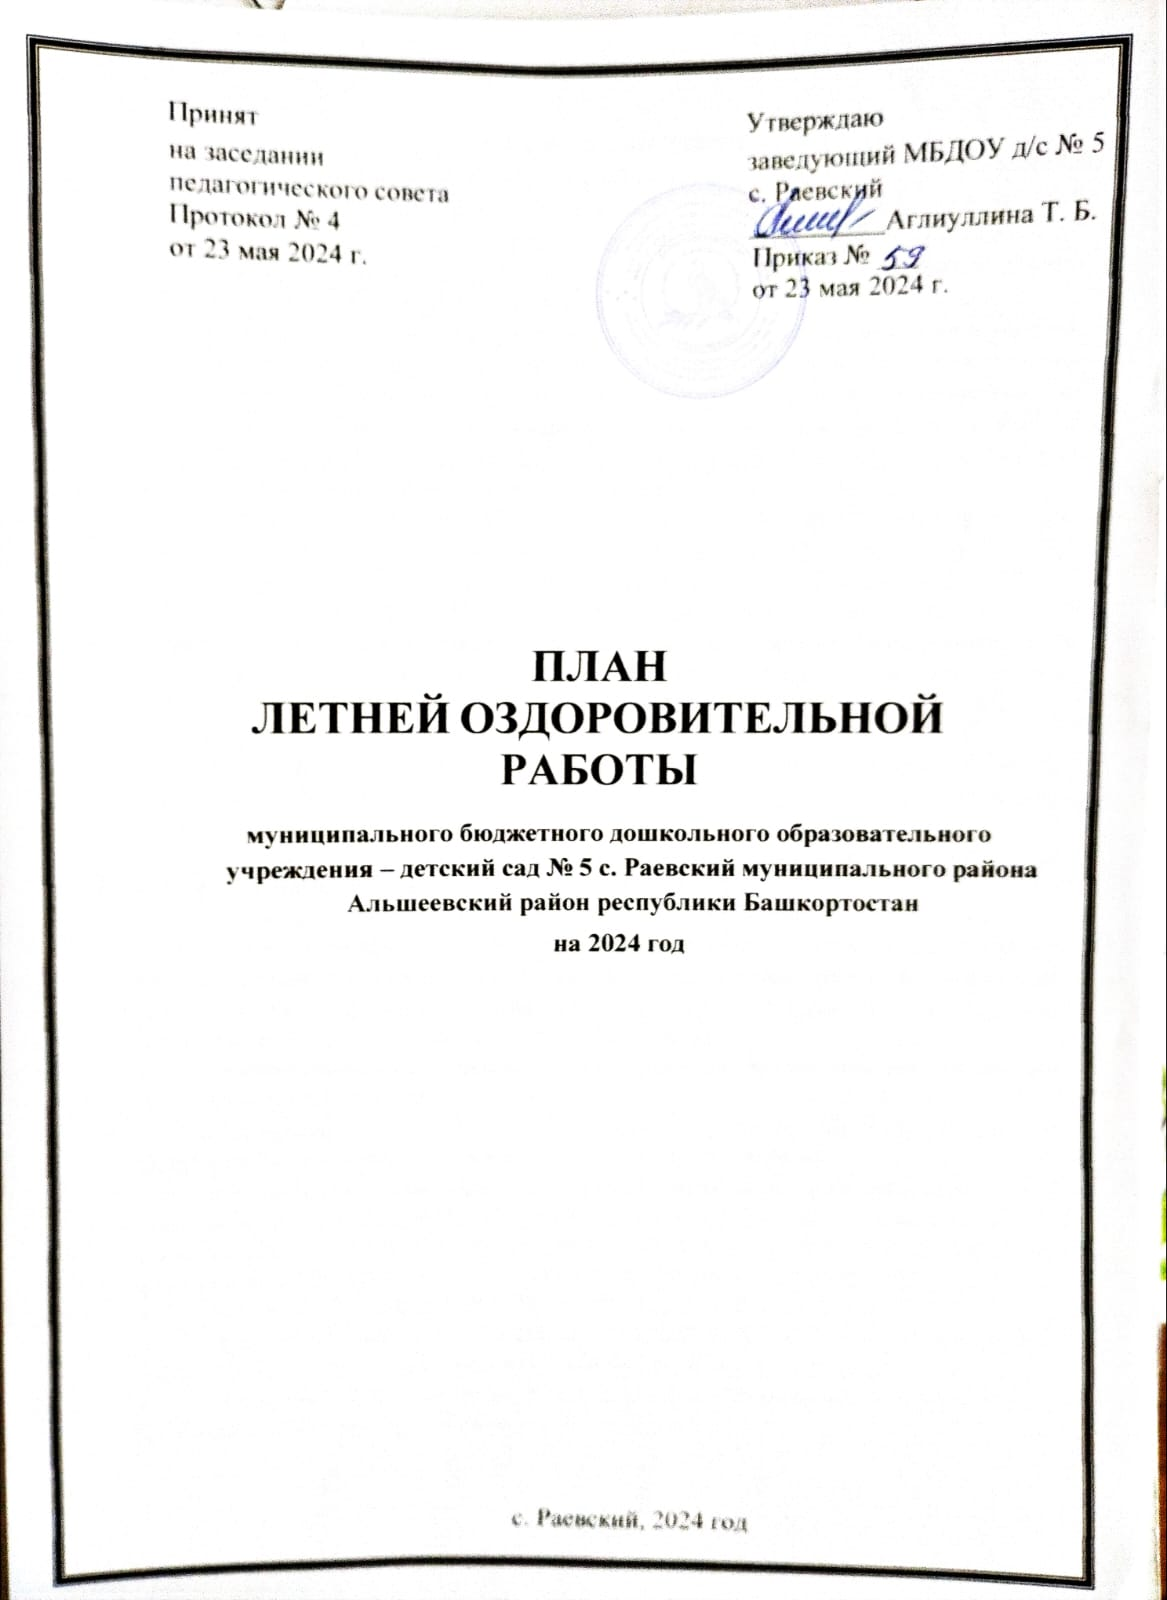 Принят
на заседании
педагогического совета
Протокол № 4
от 23 мая 2024 г.
Утверждаю
заведующий МБДОУ д/с № 5
с. Раевский
Аглиуллина Т. Б.
Приказ № 59
от 23 мая 2024 г.
ПЛАН
ЛЕТНЕЙ ОЗДОРОВИТЕЛЬНОЙ
РАБОТЫ
муниципального бюджетного дошкольного образовательного
учреждения – детский сад № 5 с. Раевский муниципального района
Альшеевский район республики Башкортостан
на 2024 год
с. Раевский, 2024 год